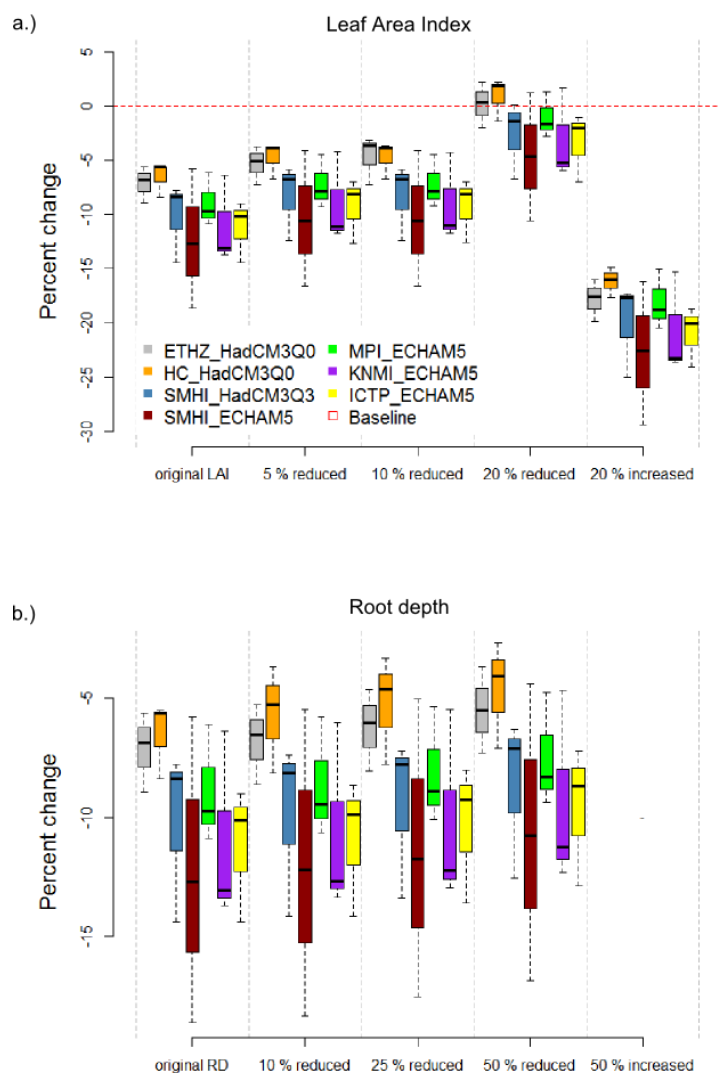 a.)
Leaf Area Index
Percent change
5
0
-5
-10
-15
-20
-25
-30
ETHZ_HadCM3Q0
HC_HadCM3Q0
SMHI_HadCM3Q3
SMHI_ECHAM5
MPI_ECHAM5
KNMI_ECHAM5
ICTP_ECHAM5
Baseline
original LAI
5 % reduced
10 % reduced
20 % reduced
20 % increased
b.)
Root depth
Percent change
-5
-10
-15
original RD
10 % reduced
25 % reduced
50 % reduced
50 % increased